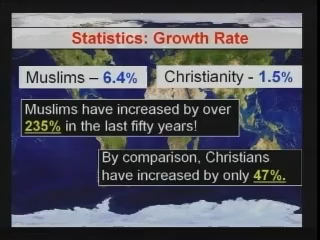 Statistics: Growth Rate
Muslims – 6.4%
Christianity - 1.5%
Muslims have increased by over
235% in the last fifty years!
By comparison, Christians
have increased by only 47%.